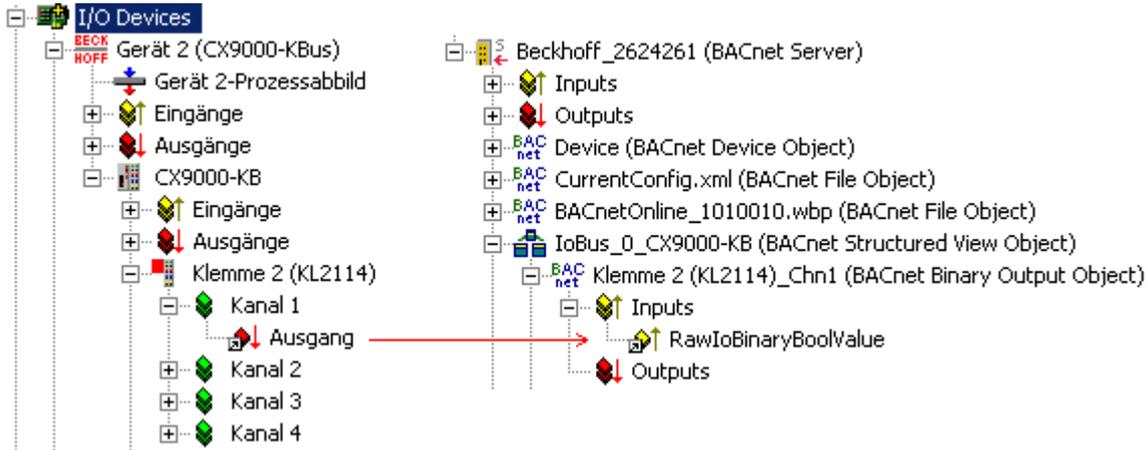 I/O Devices
BECK
HOFF
Gerät 2 (CX9000-KBus)
Gerät 2-Prozessabbild
Eingänge
Ausgänge
CX9000-KB
Eingänge
Ausgänge
Klemme 2 (KL2114)
Kanal 1
Ausgang
Kanal 2
Kanal 3
Kanal 4
S
Beckhoff_2624261 (BACnet Server)
Inputs
Outputs
BAC
net
Device (BACnet Device Object)
BAC
net
CurrentConfig.xml (BACnet File Object)
BAC
net
BACnetOnline_1010010.wbp (BACnet File Object)
IoBus_0_CX9000-KB (BACnet Structured View Object)
BAC
net
Klemme 2 (KL2114)_Chn1 (BACnet Binary Output Object)
Inputs
RawIoBinaryBoolValue
Outputs